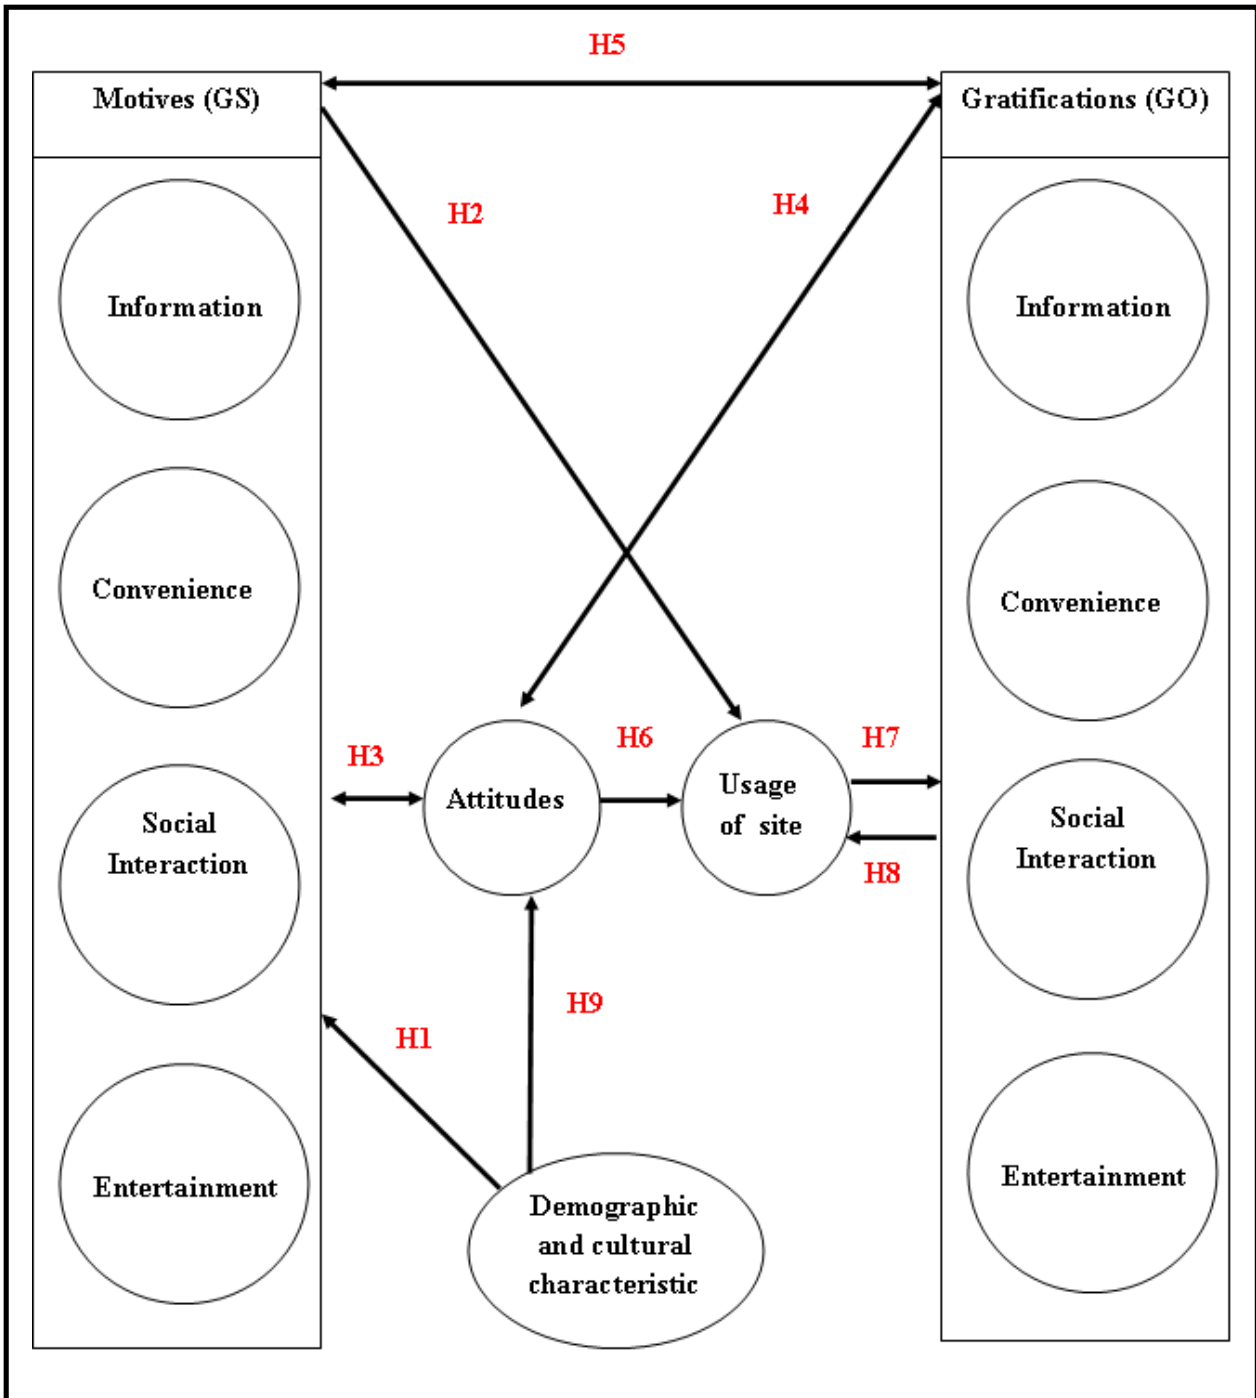 H5
Motives (GS)
Gratifications (GO)
H2
H4
Information
Information
Convenience
Convenience
H3
H6
H7
Attitudes
Usage
of site
Social
Interaction
Social
Interaction
H8
H9
H1
Entertainment
Entertainment
Demographic
and cultural
characteristic